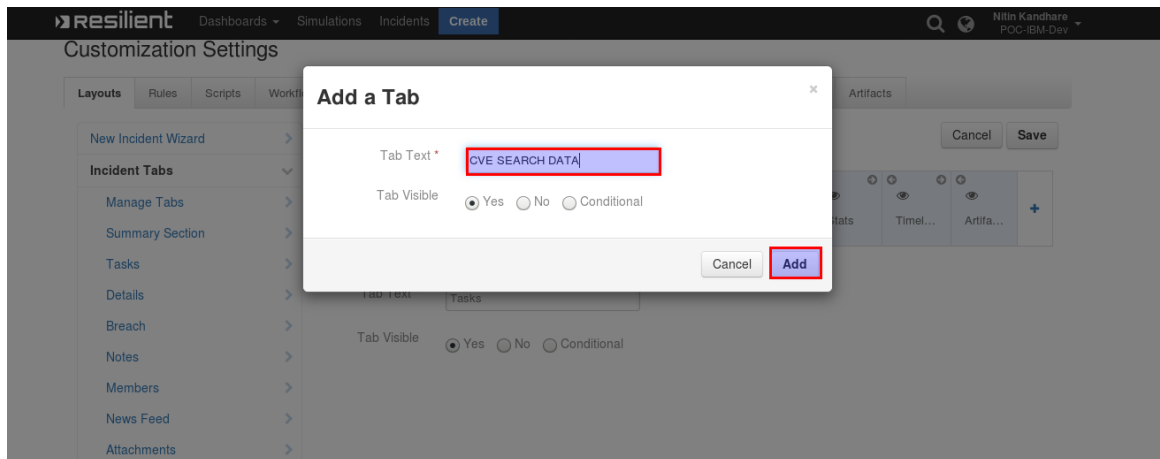 Resilient Dashboards Simulations Incidents Create Nitin Kandhare
POC-IBM-Dev
Customization Settings
Layouts Rules Scripts Workfl Artifacts
Add a Tab ×
New Incident Wizard Cancel Save
Tab Text * CVE SEARCH DATA
Incident Tabs
Tab Visible Yes No Conditional
Manage Tabs
Stats Timel... Artifa... +
Summary Section
Tasks Cancel Add
Details
Tab Text Tasks
Breach
Tab Visible Yes No Conditional
Notes
Members
News Feed
Attachments